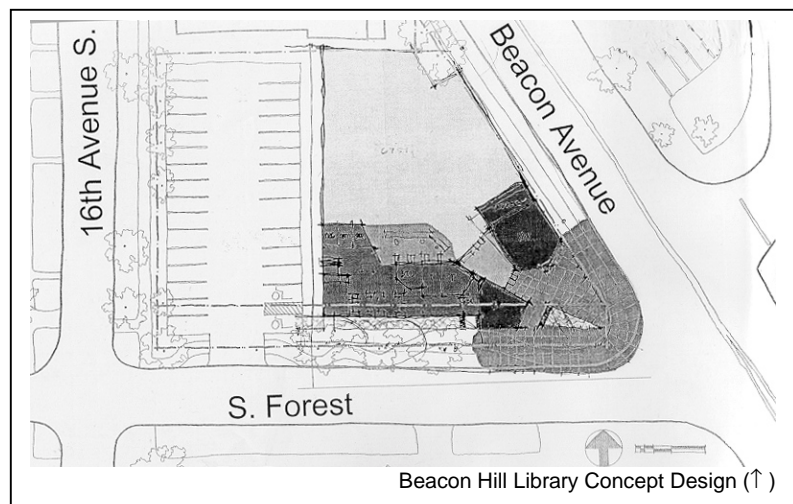 16th Avenue S.
Beacon Avenue
S. Forest
Beacon Hill Library Concept Design (↑ )